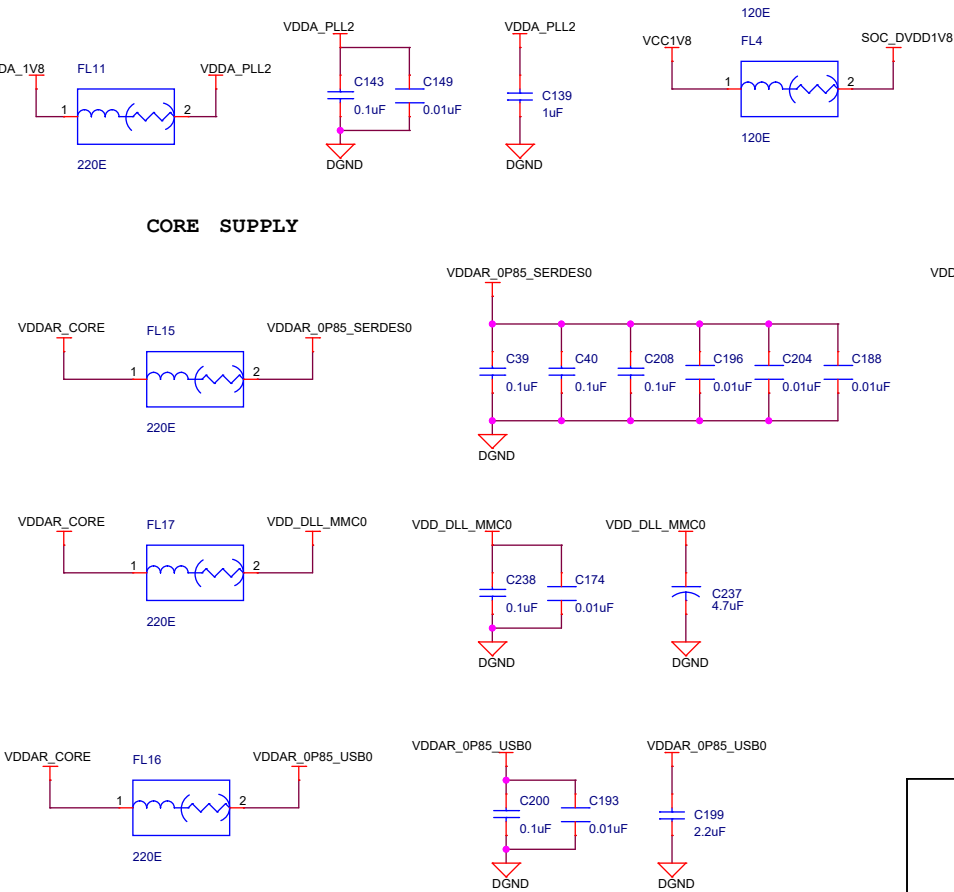 120E
VDDA_PLL2
VDDA_PLL2
VCC1V8
FL4
SOC_DVDD1V8
DA_1V8
FL11
VDDA_PLL2
C143
C149
C139
1
2
1
2
0.1uF
0.01uF
1uF
220E
120E
DGND
DGND
CORE SUPPLY
VDDAR_0P85_SERDES0
VDD
VDDAR_CORE
FL15
VDDAR_0P85_SERDES0
C39
C40
C208
C196
C204
C188
1
2
0.1uF
0.1uF
0.1uF
0.01uF
0.01uF
0.01uF
220E
DGND
VDDAR_CORE
FL17
VDD_DLL_MMC0
VDD_DLL_MMC0
VDD_DLL_MMC0
1
2
C238
C174
C237
0.1uF
0.01uF
4.7uF
220E
DGND
DGND
VDDAR_CORE
FL16
VDDAR_0P85_USB0
VDDAR_0P85_USB0
VDDAR_0P85_USB0
1
2
C200
C193
C199
0.1uF
0.01uF
2.2uF
220E
DGND
DGND